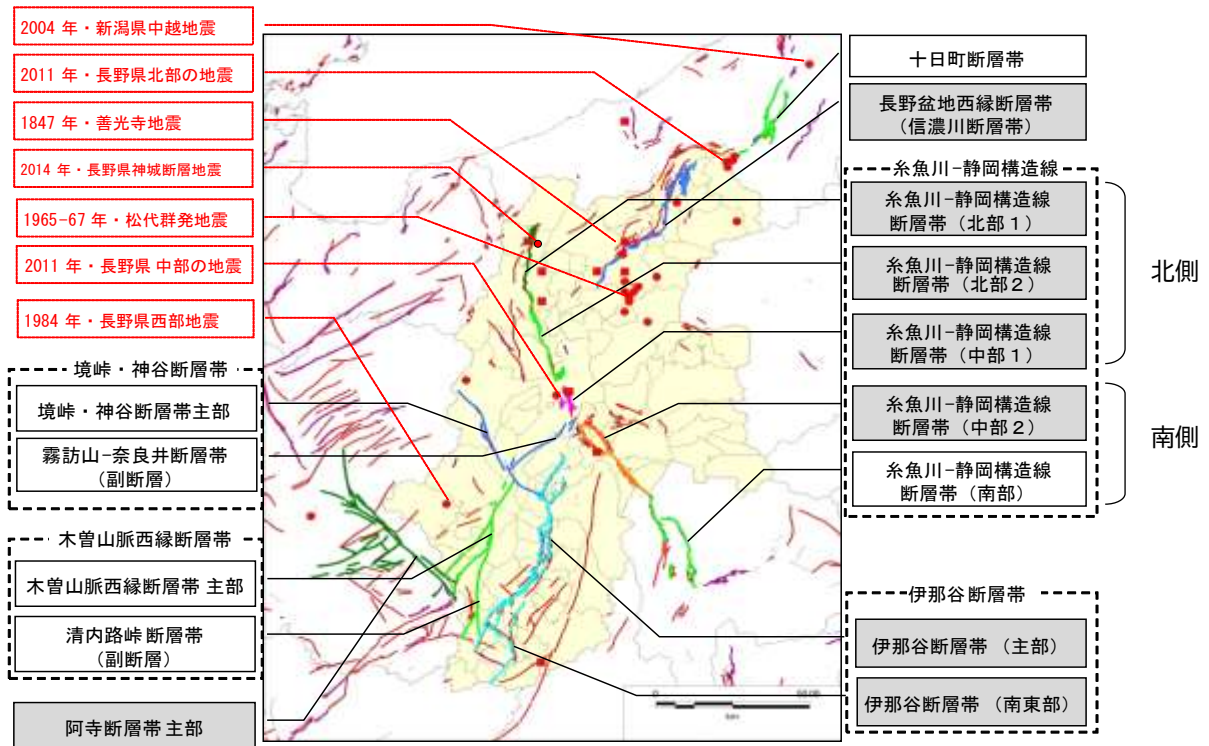 2004 年・新潟県中越地震
2011 年・長野県北部の地震
1847 年・善光寺地震
2014 年・長野県神城断層地震
1965-67 年・松代群発地震
2011 年・長野県 中部の地震
1984 年・長野県西部地震
境峠・神谷断層帯
境峠・神谷断層帯主部
霧訪山-奈良井断層帯
(副断層)
木曽山脈西縁断層帯
木曽山脈西縁断層帯 主部
清内路峠 断層帯
(副断層)
阿寺断層帯 主部
十日町断層帯
長野盆地西縁断層帯
(信濃川断層帯)
糸魚川-静岡構造線
糸魚川-静岡構造線
断層帯(北部1)
糸魚川-静岡構造線
断層帯(北部2)
糸魚川-静岡構造線
断層帯(中部1)
糸魚川-静岡構造線
断層帯(中部2)
糸魚川-静岡構造線
断層帯(南部)
北側
南側
伊那谷断層帯
伊那谷断層帯 (主部)
伊那谷断層帯 (南東部)
0